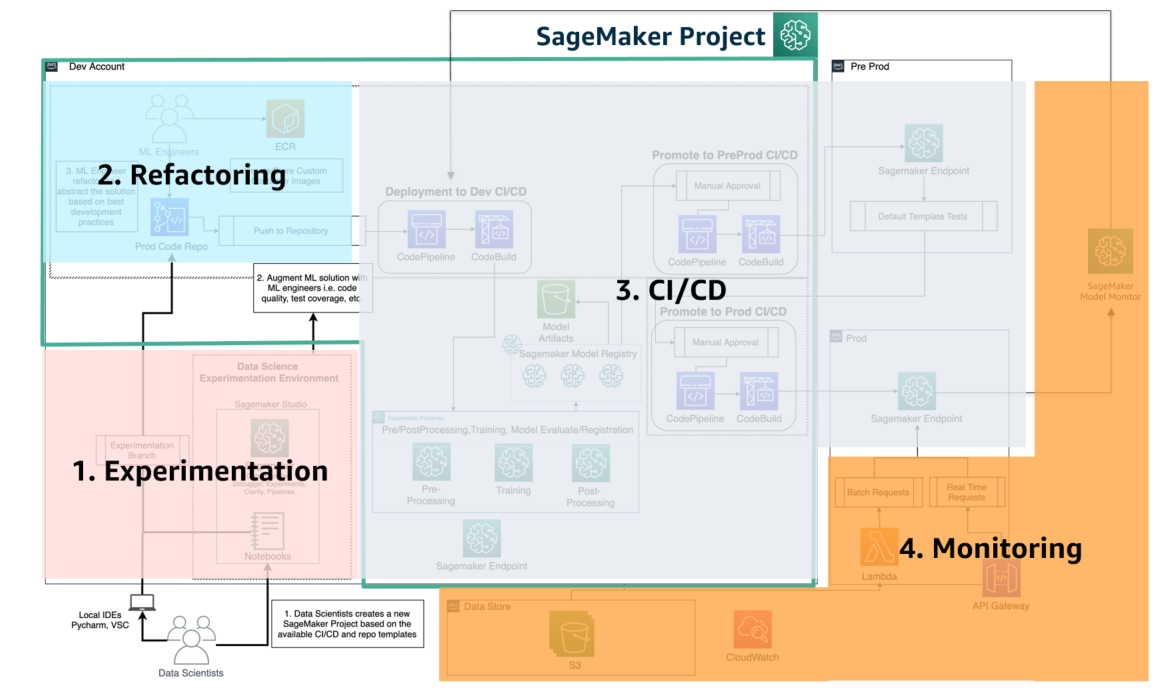 SageMaker Project
aws
Dev Account
aws
Pre Prod
ML Engineers
ECR
2. Refactoring
3. ML Engineer
abstract the solution
based on best
development
practices
Custom
Images
Prod Code Repo
Push to Repository
Deployment to Dev CI/CD
CodePipeline
CodeBuild
Promote to PreProd CI/CD
Manual Approval
CodePipeline
CodeBuild
Sagemaker Endpoint
Default Template Tests
SageMaker
Model Monitor
2. Augment ML solution with
ML engineers i.e. code
quality, test coverage, etc.
3. CI/CD
Model
Artifacts
Sagemaker Model Registry
Promote to Prod CI/CD
Manual Approval
CodePipeline
CodeBuild
aws
Prod
Sagemaker Endpoint
Data Science
Experimentation Environment
Sagemaker Studio
Experimentation
Branch
1. Experimentation
Debugger, Experiments,
Clarify, Pipelines
Notebooks
Sagemaker Pipelines
Pre/PostProcessing,Training, Model Evaluate/Registration
Pre-
Processing
Training
Post-
Processing
Sagemaker Endpoint
Batch Requests
Real Time
Requests
4. Monitoring
Lambda
API Gateway
Local IDEs
Pycharm, VSC
1. Data Scientists creates a new
SageMaker Project based on the
available CI/CD and repo templates
Data Scientists
aws
Data Store
S3
CloudWatch